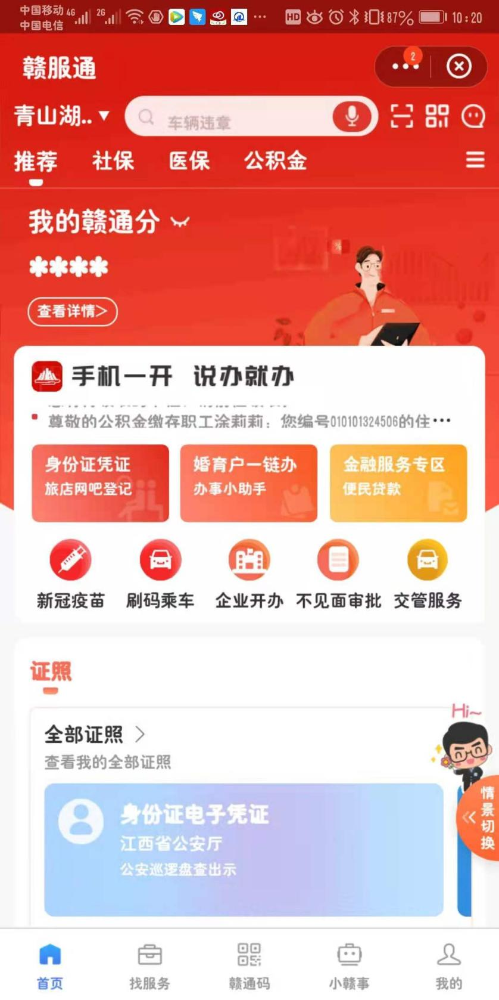 中国移动 4G 2G HD 87% 10:20
中国电信
赣服通
2
青山湖..
车辆违章
推荐 社保 医保 公积金
我的赣通分
****
查看详情>
手机一开 说办就办
尊敬的公积金缴存职工涂莉莉：您编号010101324506的住…
身份证凭证 婚育户一链办 金融服务专区
旅店网吧登记 办事小助手 便民贷款
新冠疫苗 刷码乘车 企业开办 不见面审批 交管服务
证照
Hi~
全部证照
查看我的全部证照
身份证电子凭证
江西省公安厅
公安巡逻盘查出示
情景切换
首页 找服务 赣通码 小赣事 我的